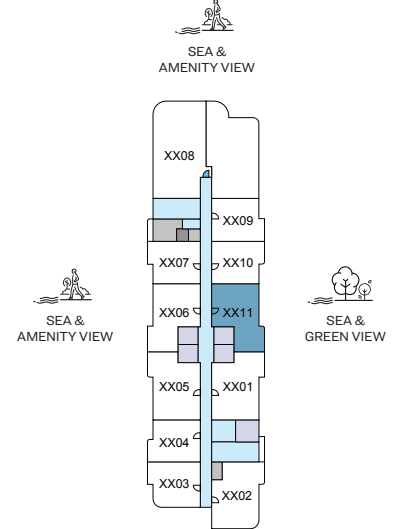 SEA &
AMENITY VIEW
XX08
XX09
XX07
XX10
XX06
XX11
SEA &
AMENITY VIEW
SEA &
GREEN VIEW
XX05
XX01
XX04
XX03
XX02